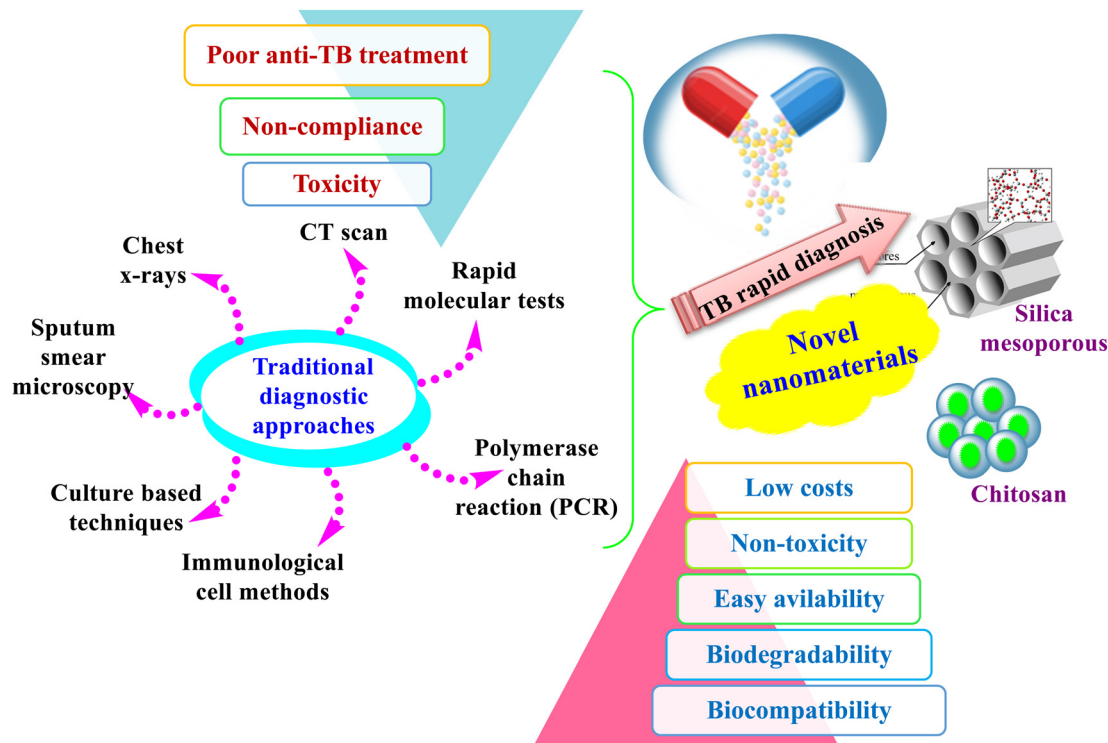 Poor anti-TB treatment
Non-compliance
Toxicity
CT scan
Chest
x-rays
Rapid
molecular tests
Sputum
smear
microscopy
Traditional
diagnostic
approaches
Polymerase
chain
reaction (PCR)
Culture based
techniques
Immunological
cell methods
TB rapid diagnosis
Novel
nanomaterials
Silica
mesoporous
Chitosan
Low costs
Non-toxicity
Easy avilability
Biodegradability
Biocompatibility